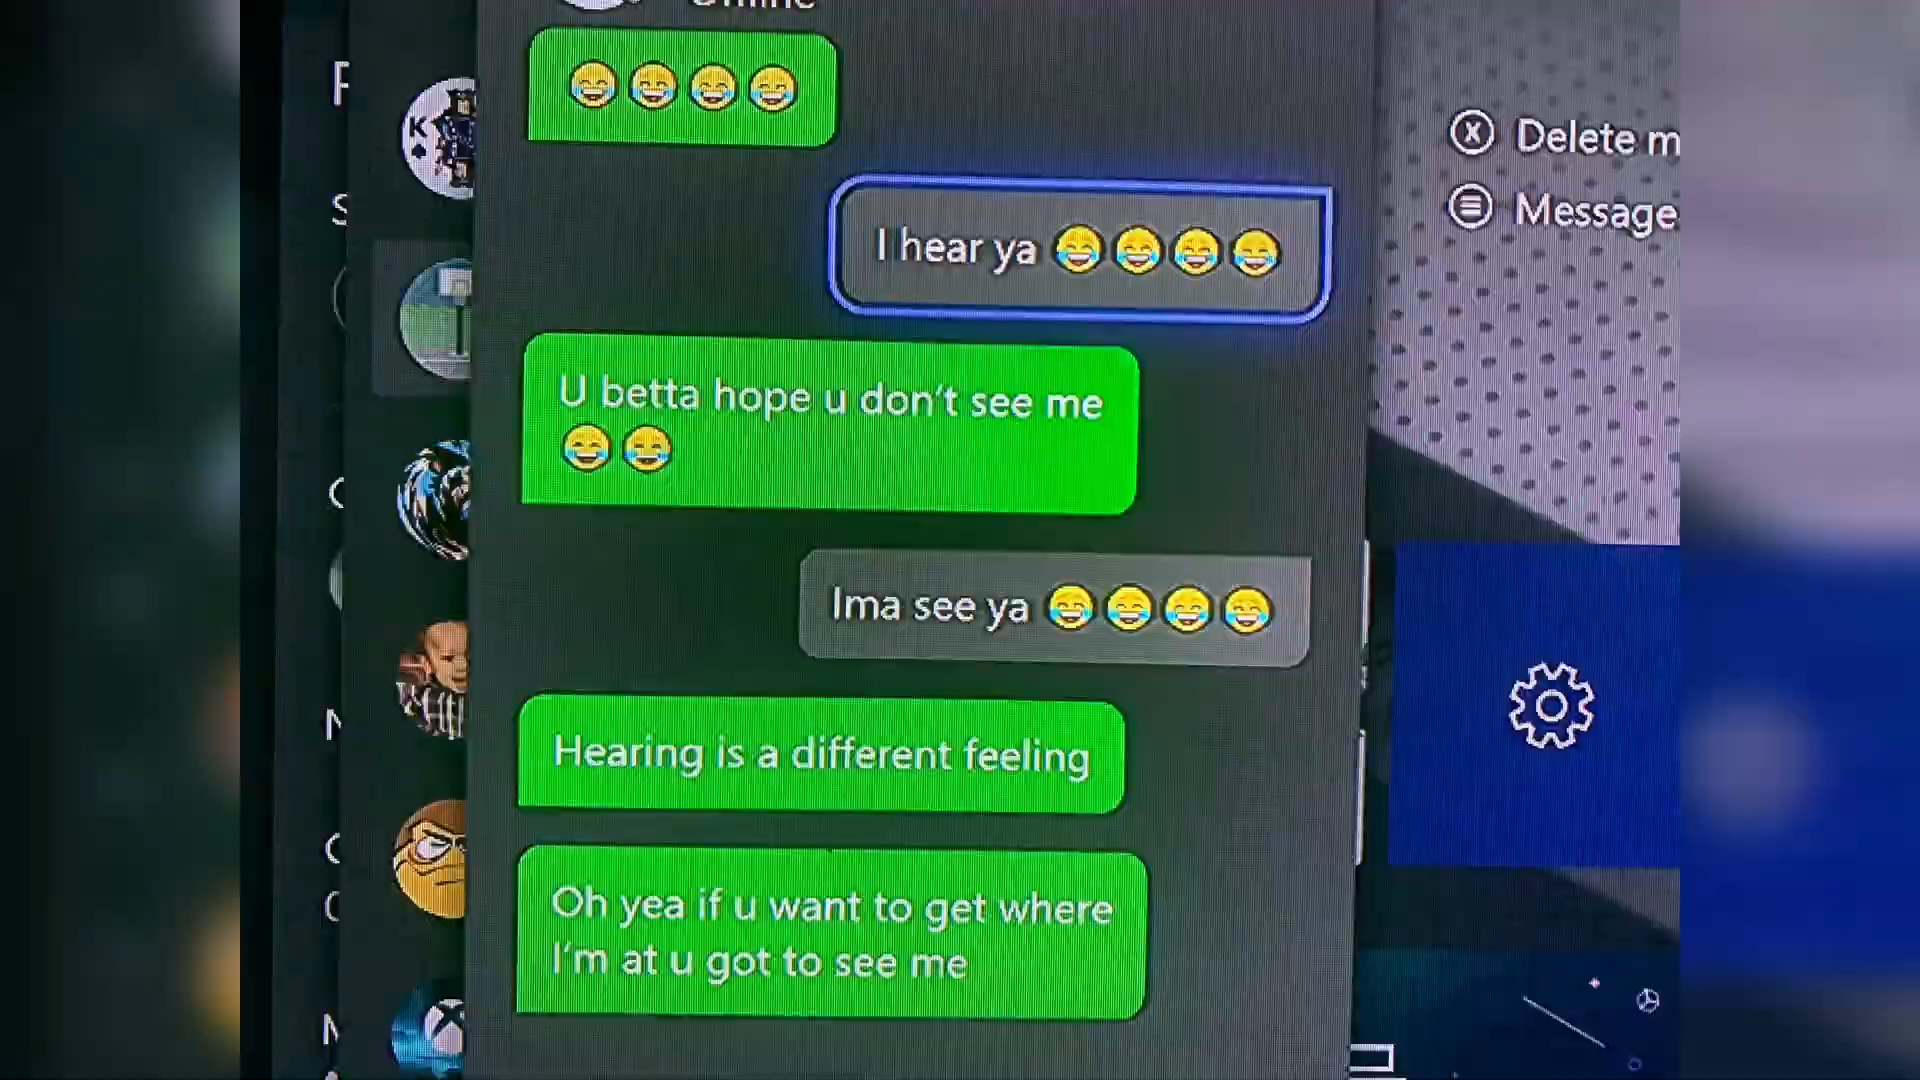 K
😂😂😂😂
I hear ya 😂😂😂😂
U betta hope u don't see me
😂😂
Ima see ya 😂😂😂😂
Hearing is a different feeling
Oh yea if u want to get where
I'm at u got to see me
X Delete m
Message